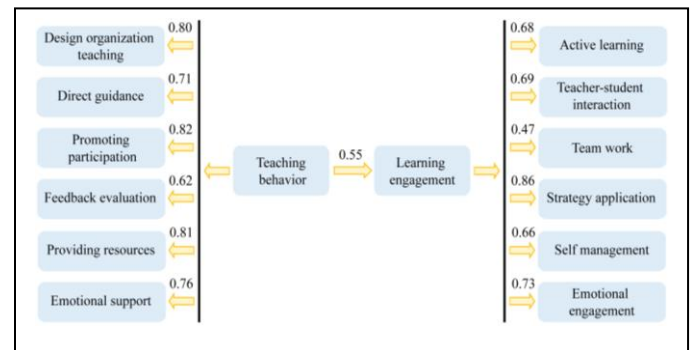 0.80
Design organization
teaching
0.71
Direct guidance
0.82
Promoting
participation
0.62
Feedback evaluation
0.81
Providing resources
0.76
Emotional support
Teaching
behavior
0.55
Learning
engagement
0.68
Active learning
0.69
Teacher-student
interaction
0.47
Team work
0.86
Strategy application
0.66
Self management
0.73
Emotional
engagement